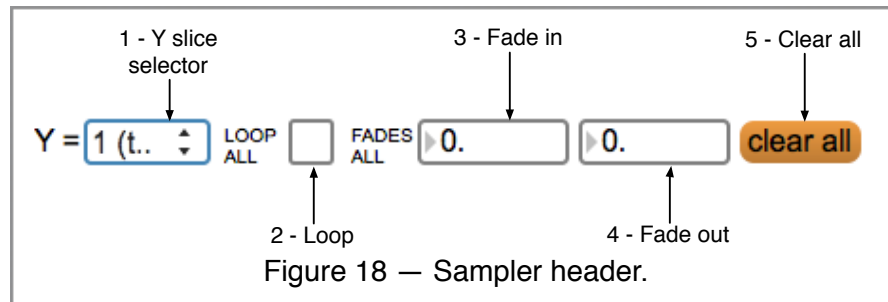 1 - Y slice
selector
3 - Fade in
5 - Clear all
Y = 1 (t.. LOOP ALL FADES ALL 0. 0. clear all
2 - Loop
4 - Fade out
Figure 18 — Sampler header.